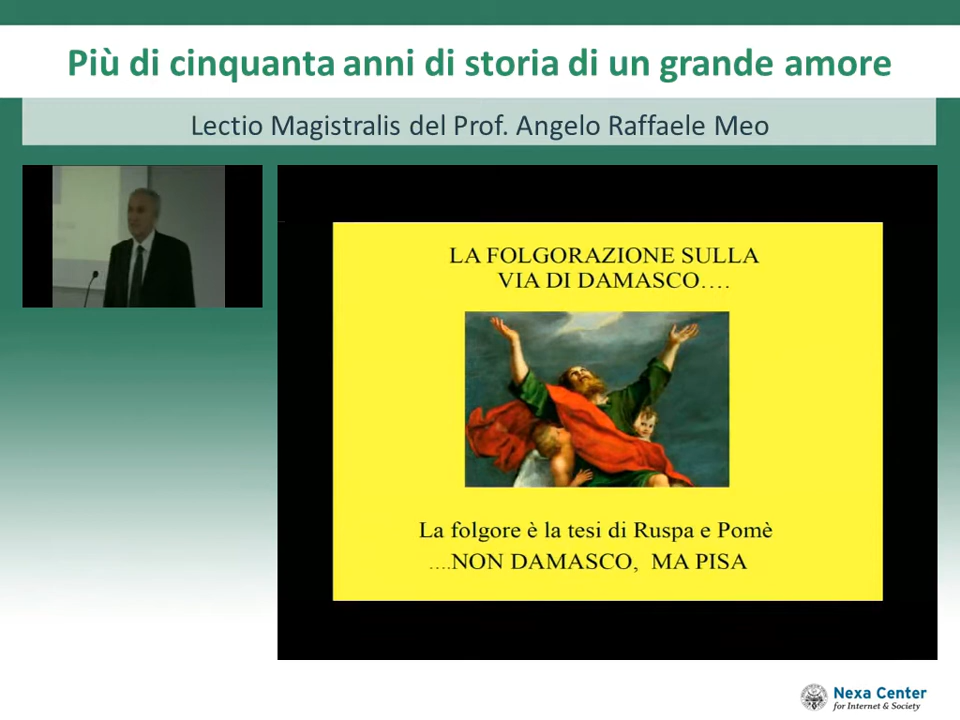 Più di cinquanta anni di storia di un grande amore
Lectio Magistralis del Prof. Angelo Raffaele Meo
LA FOLGORAZIONE SULLA
VIA DI DAMASCO....
La folgore è la tesi di Ruspa e Pomè
....NON DAMASCO, MA PISA
Nexa Center
for Internet & Society